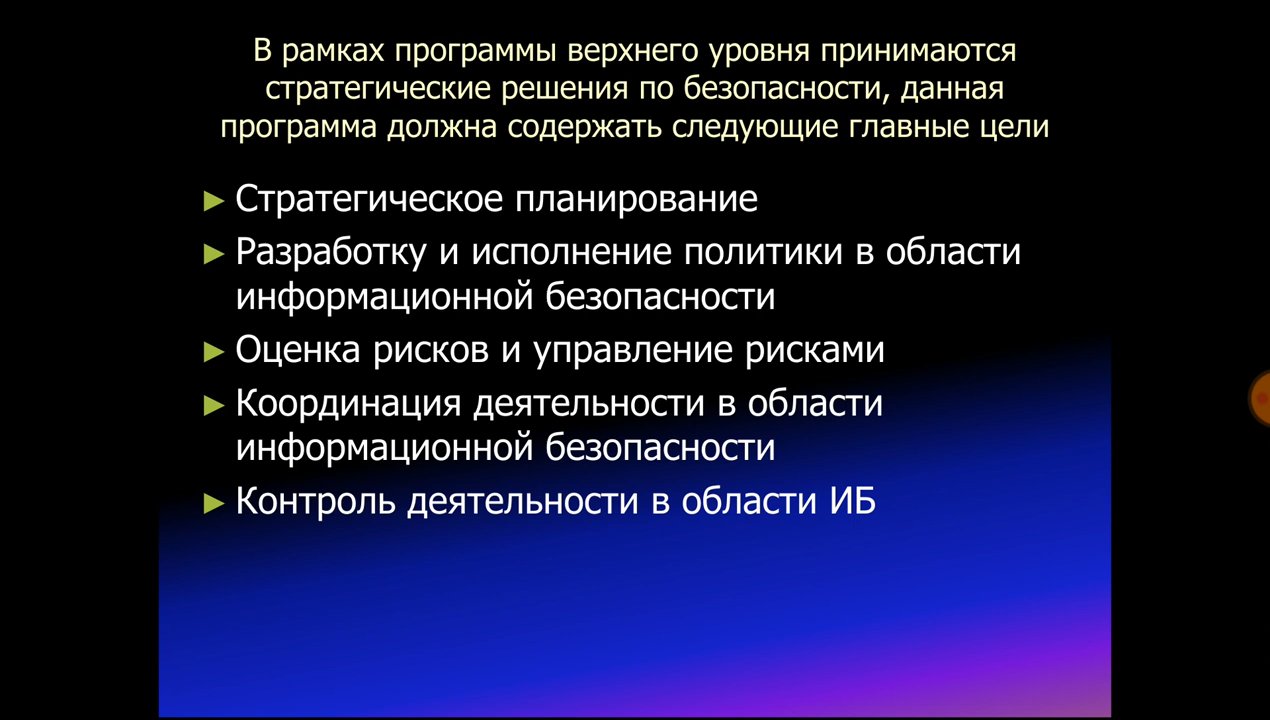 В рамках программы верхнего уровня принимаются
стратегические решения по безопасности, данная
программа должна содержать следующие главные цели
► Стратегическое планирование
► Разработку и исполнение политики в области
информационной безопасности
► Оценка рисков и управление рисками
► Координация деятельности в области
информационной безопасности
► Контроль деятельности в области ИБ